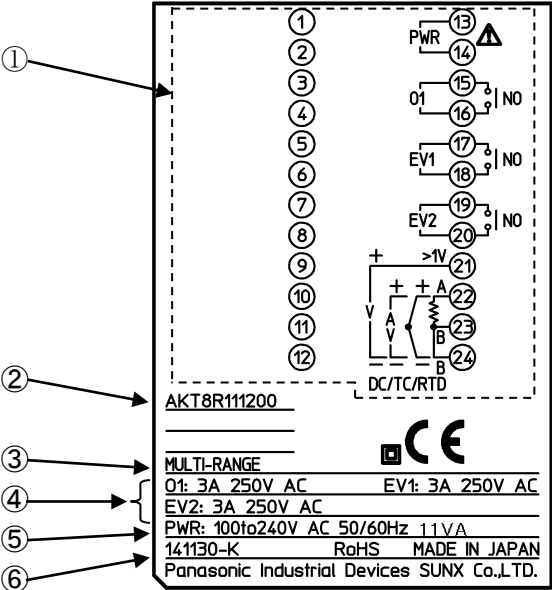 ①
① ⑬
PWR
② ⑭
③ ⑮
O1 NO
④ ⑯
⑤ ⑰
EV1 NO
⑥ ⑱
⑦ ⑲
EV2 NO
⑧ ⑳
⑨ + >1V ㉑
⑩ + + A ㉒
V A V
⑪ B ㉓
⑫ B ㉔
DC/TC/RTD
② AKT8R111200
CE
③ MULTI-RANGE
④ O1: 3A 250V AC EV1: 3A 250V AC
EV2: 3A 250V AC
⑤ PWR: 100to240V AC 50/60Hz 11VA
141130-K RoHS MADE IN JAPAN
⑥ Panasonic Industrial Devices SUNX Co.,LTD.